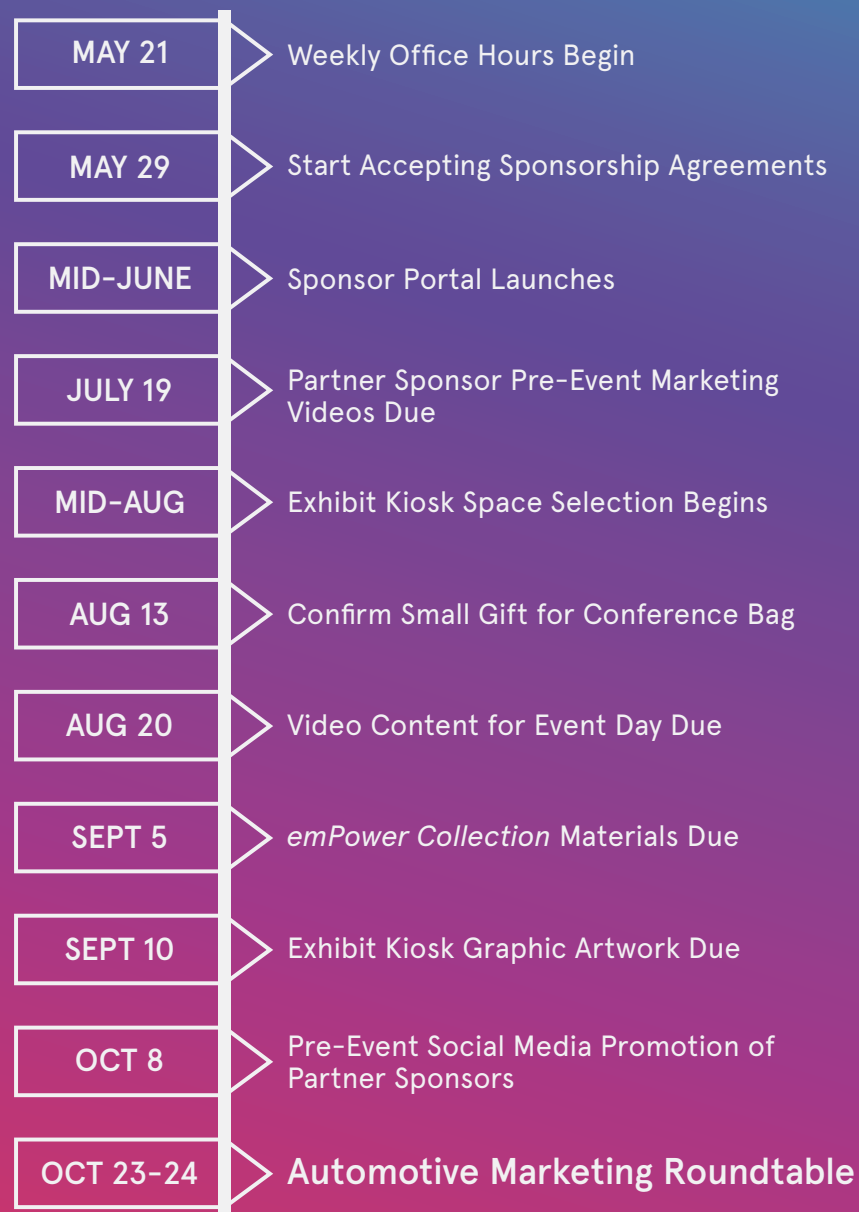 MAY 21
Weekly Office Hours Begin
MAY 29
Start Accepting Sponsorship Agreements
MID-JUNE
Sponsor Portal Launches
JULY 19
Partner Sponsor Pre-Event Marketing
Videos Due
MID-AUG
Exhibit Kiosk Space Selection Begins
AUG 13
Confirm Small Gift for Conference Bag
AUG 20
Video Content for Event Day Due
SEPT 5
emPower Collection Materials Due
SEPT 10
Exhibit Kiosk Graphic Artwork Due
OCT 8
Pre-Event Social Media Promotion of
Partner Sponsors
OCT 23-24
Automotive Marketing Roundtable